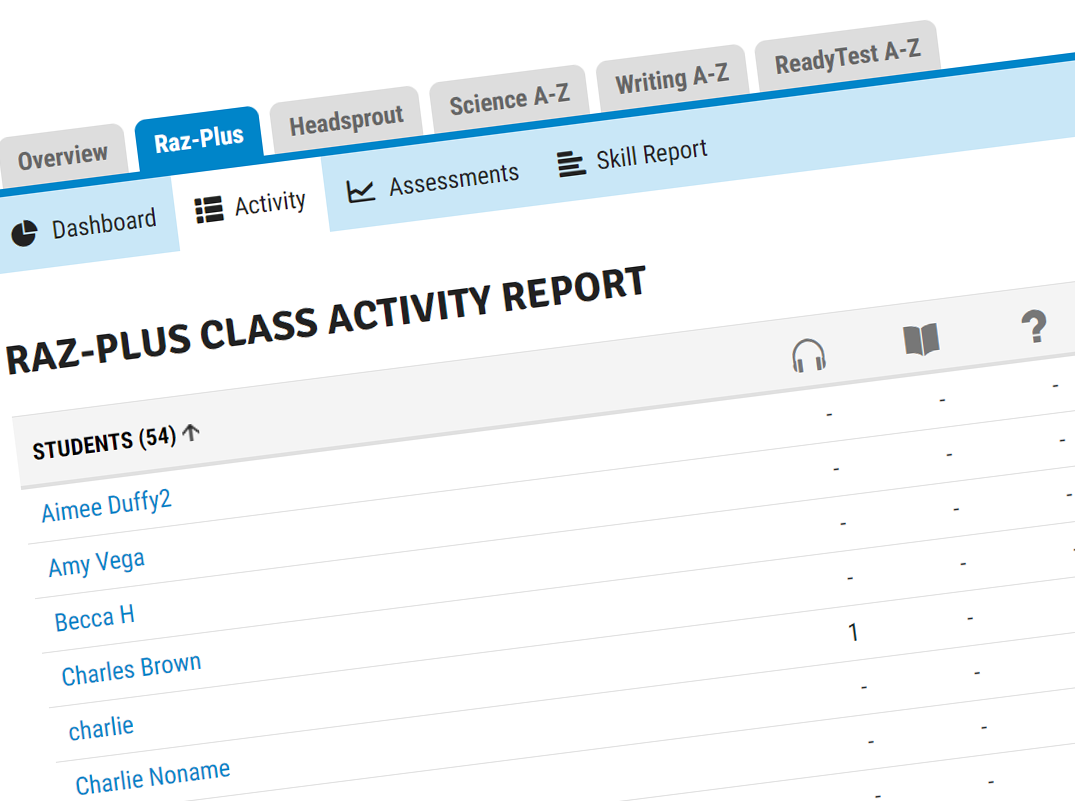 Overview
Raz-Plus
Headsprout
Science A-Z
Writing A-Z
ReadyTest A-Z
Dashboard
Activity
Assessments
Skill Report
RAZ-PLUS CLASS ACTIVITY REPORT
STUDENTS (54) ?
Aimee Duffy2 - - -
Amy Vega - - -
Becca H - - -
Charles Brown - - -
charlie 1 -
Charlie Noname - -
- -
- -